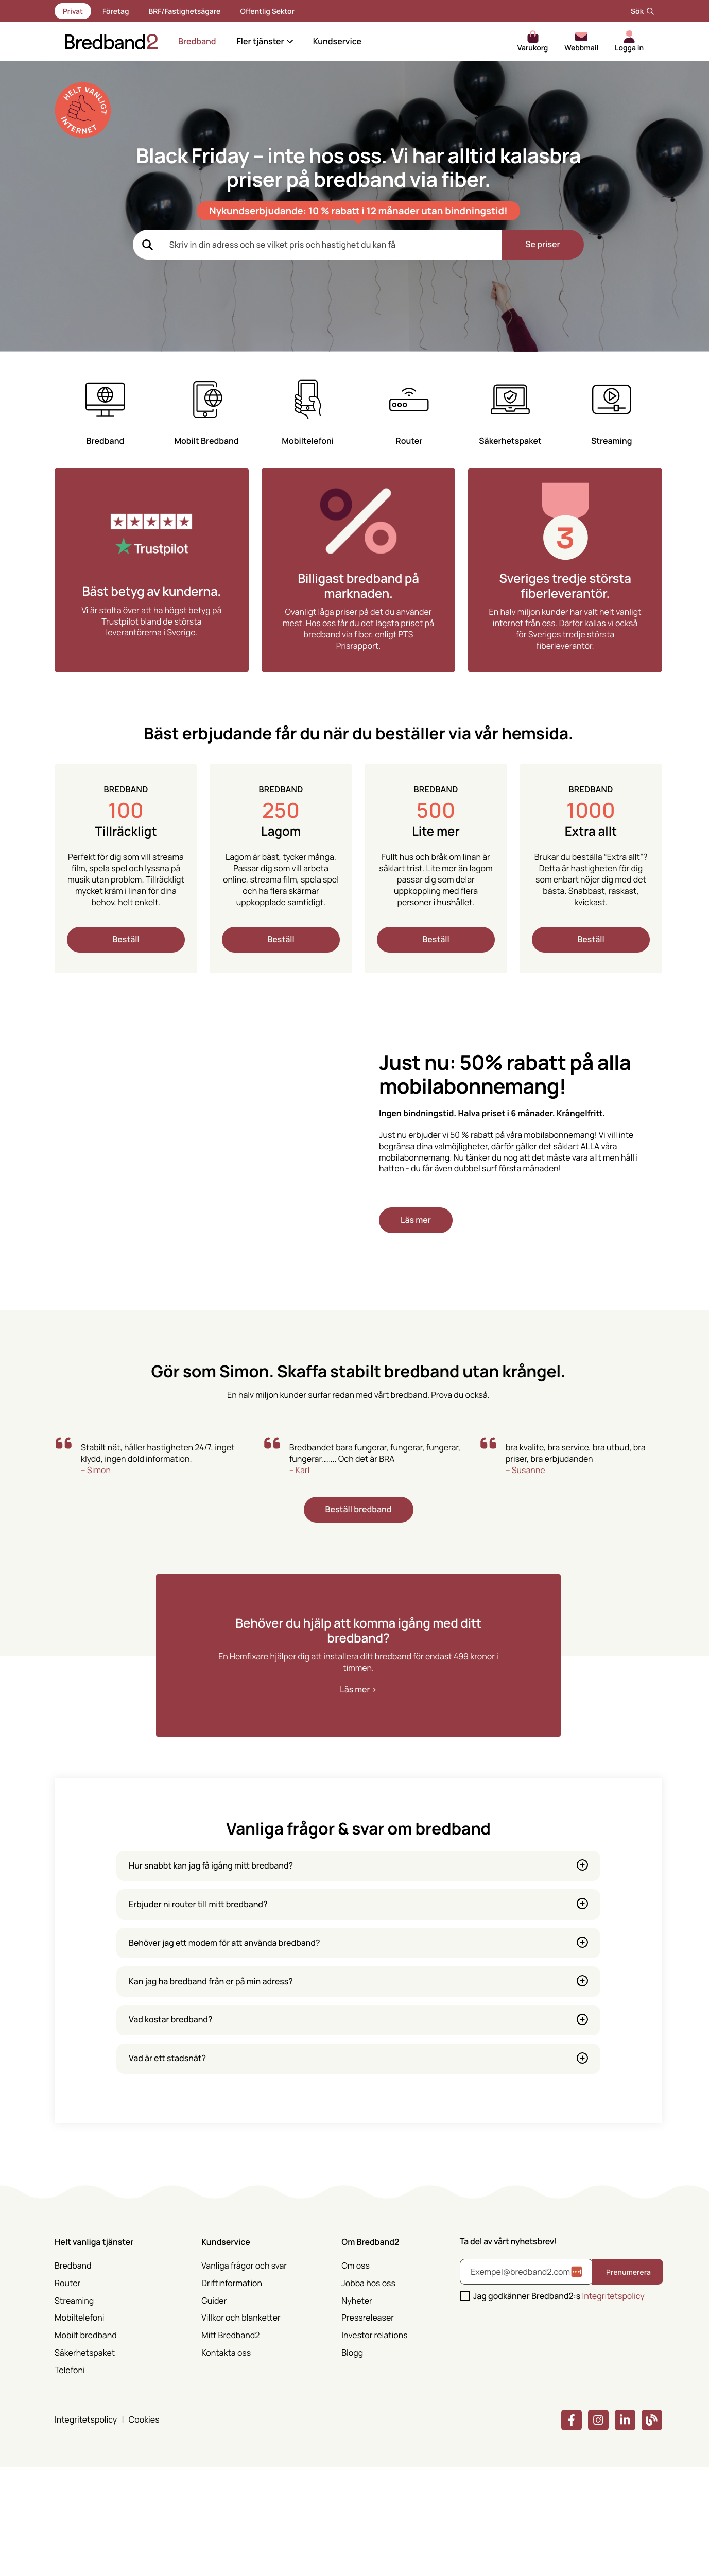 Privat Företag BRF/Fastighetsägare Offentlig Sektor Sök
Bredband2 Bredband Fler tjänster Kundservice Varukorg Webbmail Logga in
HELT VANLIGT INTERNET
Black Friday – inte hos oss. Vi har alltid kalasbra
priser på bredband via fiber.
Nykundserbjudande: 10 % rabatt i 12 månader utan bindningstid!
Skriv in din adress och se vilket pris och hastighet du kan få Se priser
Bredband Mobilt Bredband Mobiltelefoni Router Säkerhetspaket Streaming
Trustpilot
Bäst betyg av kunderna.
Vi är stolta över att ha högst betyg på
Trustpilot bland de största
leverantörerna i Sverige.
Billigast bredband på
marknaden.
Ovanligt låga priser på det du använder
mest. Hos oss får du det lägsta priset på
bredband via fiber, enligt PTS
Prisrapport.
3
Sveriges tredje största
fiberleverantör.
En halv miljon kunder har valt helt vanligt
internet från oss. Därför kallas vi också
för Sveriges tredje största
fiberleverantör.
Bäst erbjudande får du när du beställer via vår hemsida.
BREDBAND
100
Tillräckligt
Perfekt för dig som vill streama
film, spela spel och lyssna på
musik utan problem. Tillräckligt
mycket kräm i linan för dina
behov, helt enkelt.
Beställ
BREDBAND
250
Lagom
Lagom är bäst, tycker många.
Passar dig som vill arbeta
online, streama film, spela spel
och ha flera skärmar
uppkopplade samtidigt.
Beställ
BREDBAND
500
Lite mer
Fullt hus och bråk om linan är
såklart trist. Lite mer än lagom
passar dig som delar
uppkoppling med flera
personer i hushållet.
Beställ
BREDBAND
1000
Extra allt
Brukar du beställa “Extra allt”?
Detta är hastigheten för dig
som enbart nöjer dig med det
bästa. Snabbast, raskast,
kvickast.
Beställ
Just nu: 50% rabatt på alla
mobilabonnemang!
Ingen bindningstid. Halva priset i 6 månader. Krångelfritt.
Just nu erbjuder vi 50 % rabatt på våra mobilabonnemang! Vi vill inte
begränsa dina valmöjligheter, därför gäller det såklart ALLA våra
mobilabonnemang. Nu tänker du nog att det måste vara allt men håll i
hatten - du får även dubbel surf första månaden!
Läs mer
Gör som Simon. Skaffa stabilt bredband utan krångel.
En halv miljon kunder surfar redan med vårt bredband. Prova du också.
Stabilt nät, håller hastigheten 24/7, inget
klydd, ingen dold information.
– Simon
Bredbandet bara fungerar, fungerar, fungerar,
fungerar........ Och det är BRA
– Karl
bra kvalite, bra service, bra utbud, bra
priser, bra erbjudanden
– Susanne
Beställ bredband
Behöver du hjälp att komma igång med ditt
bredband?
En Hemfixare hjälper dig att installera ditt bredband för endast 499 kronor i
timmen.
Läs mer ›
Vanliga frågor & svar om bredband
Hur snabbt kan jag få igång mitt bredband?
Erbjuder ni router till mitt bredband?
Behöver jag ett modem för att använda bredband?
Kan jag ha bredband från er på min adress?
Vad kostar bredband?
Vad är ett stadsnät?
Helt vanliga tjänster
Bredband
Router
Streaming
Mobiltelefoni
Mobilt bredband
Säkerhetspaket
Telefoni
Kundservice
Vanliga frågor och svar
Driftinformation
Guider
Villkor och blanketter
Mitt Bredband2
Kontakta oss
Om Bredband2
Om oss
Jobba hos oss
Nyheter
Pressreleaser
Investor relations
Blogg
Ta del av vårt nyhetsbrev!
Exempel@bredband2.com Prenumerera
Jag godkänner Bredband2:s Integritetspolicy
Integritetspolicy | Cookies